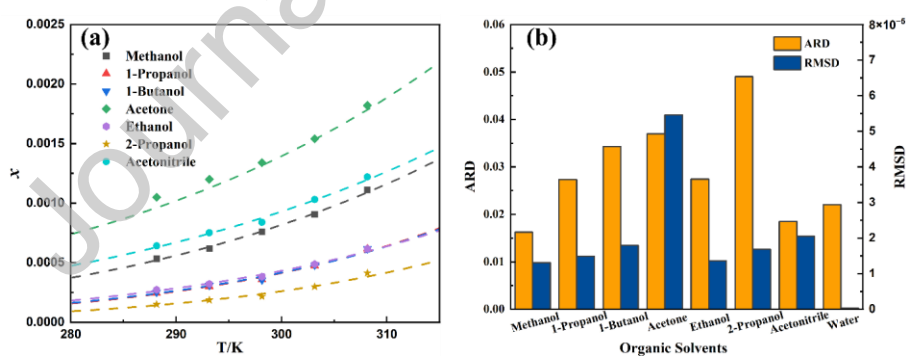 Journa
(a)
Methanol
1-Propanol
1-Butanol
Acetone
Ethanol
2-Propanol
Acetonitrile
0.0025
0.0020
0.0015
0.0010
0.0005
0.0000
x
280 290 300 310
T/K
(b)
ARD
RMSD
0.06
0.05
0.04
0.03
0.02
0.01
0.00
ARD
8×10⁻⁵
7
6
5
4
3
2
1
0
RMSD
Methanol 1-Propanol 1-Butanol Acetone Ethanol 2-Propanol Acetonitrile Water
Organic Solvents